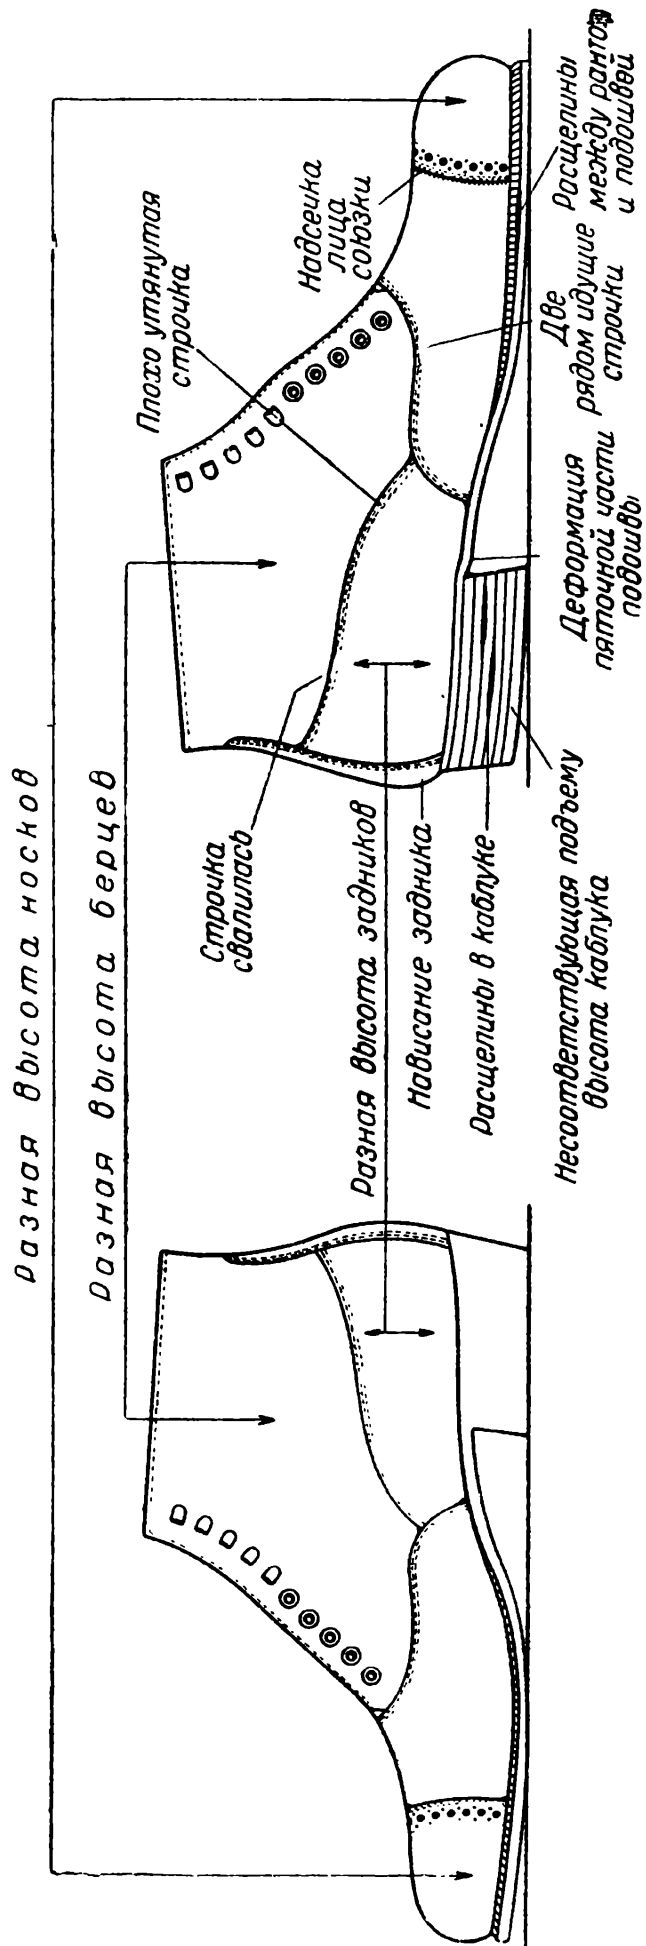 Разная высота носков
Разная высота берцев
Строчка
свалилась
Разная высота задников
Нависание задника
Расщелины в каблуке
Несоответствующая подъему
высота каблука
Плохо утянутая
строчка
Надсечка
лица
союзки
Две
рядом идущие
строчки
Деформация
пяточной части
подошвы
Расщелины
между рантом
и подошвой